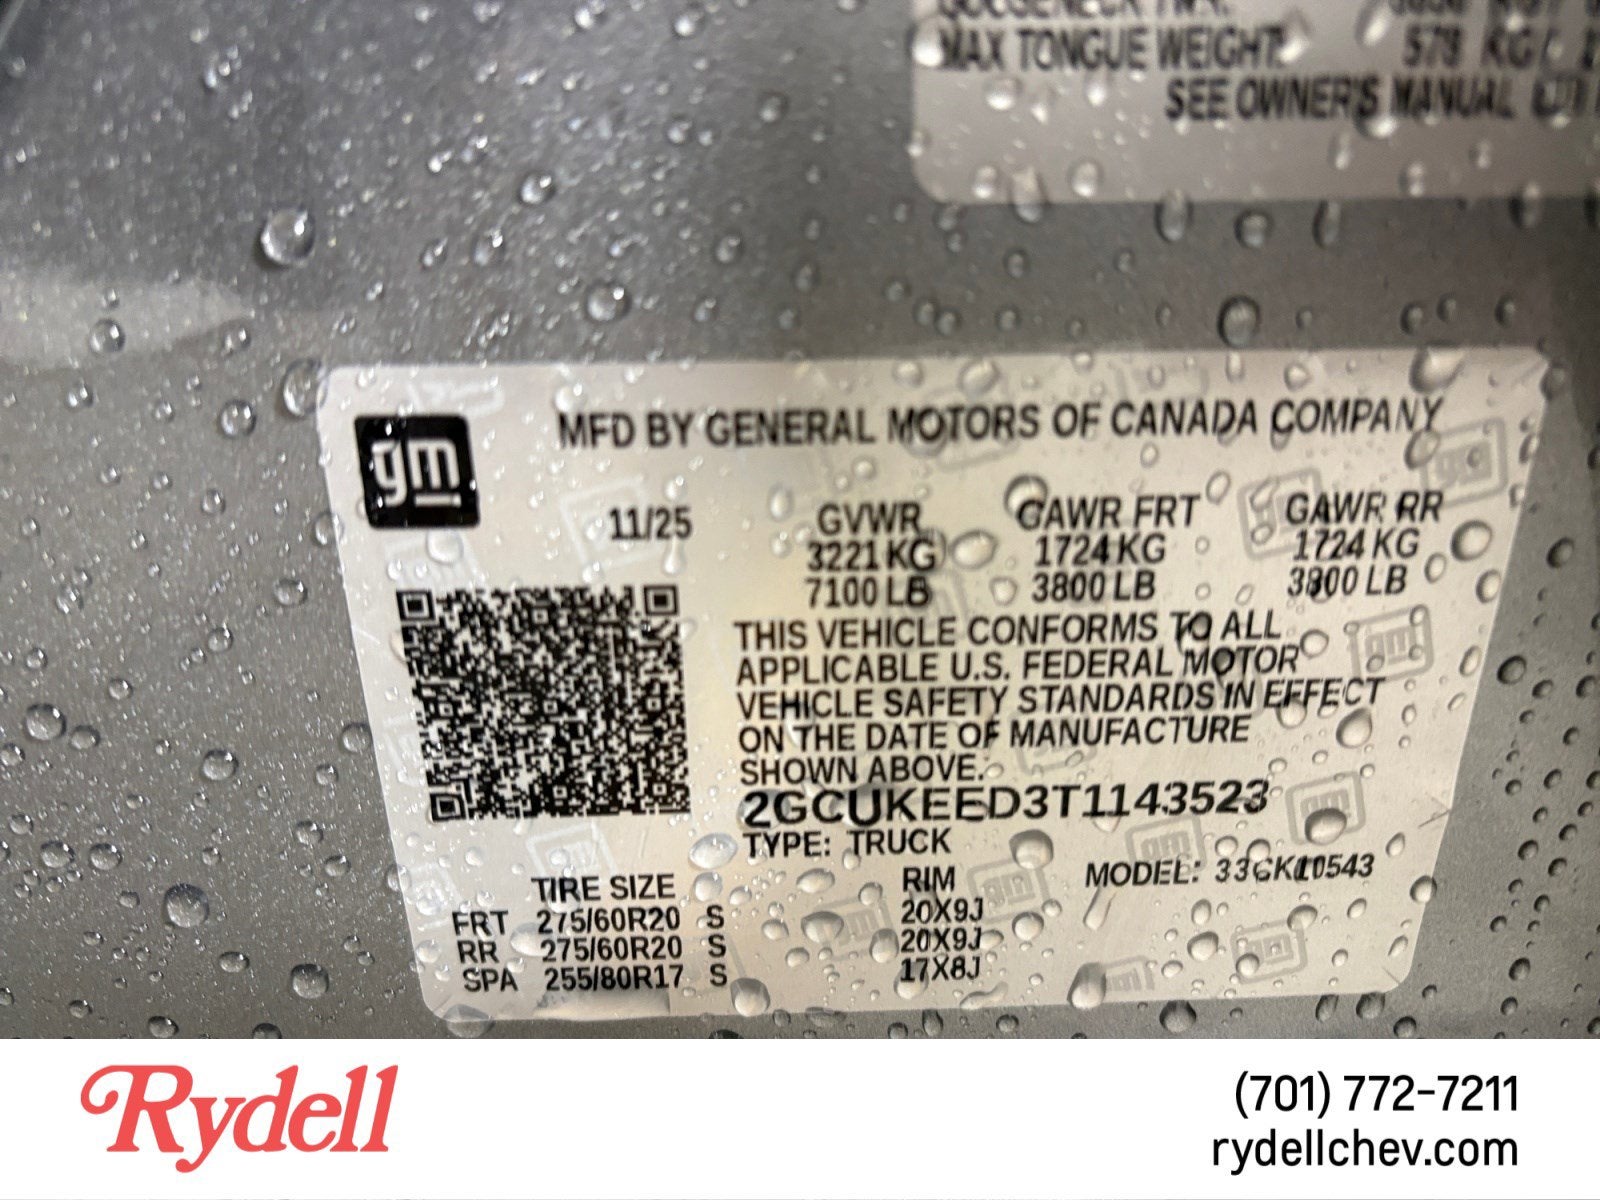 MAX TONGUE WEIGHT: 579 KG
SEE OWNER'S MANUAL
gm
MFD BY GENERAL MOTORS OF CANADA COMPANY
11/25 GVWR GAWR FRT GAWR RR
3221 KG 1724 KG 1724 KG
7100 LB 3800 LB 3800 LB
THIS VEHICLE CONFORMS TO ALL
APPLICABLE U.S. FEDERAL MOTOR
VEHICLE SAFETY STANDARDS IN EFFECT
ON THE DATE OF MANUFACTURE
SHOWN ABOVE.
2GCUKEED3T1143523
TYPE: TRUCK
MODEL: 33CK10543
TIRE SIZE RIM
FRT 275/60R20 S 20X9J
RR 275/60R20 S 20X9J
SPA 255/80R17 S 17X8J
Rydell
(701) 772-7211
rydellchev.com